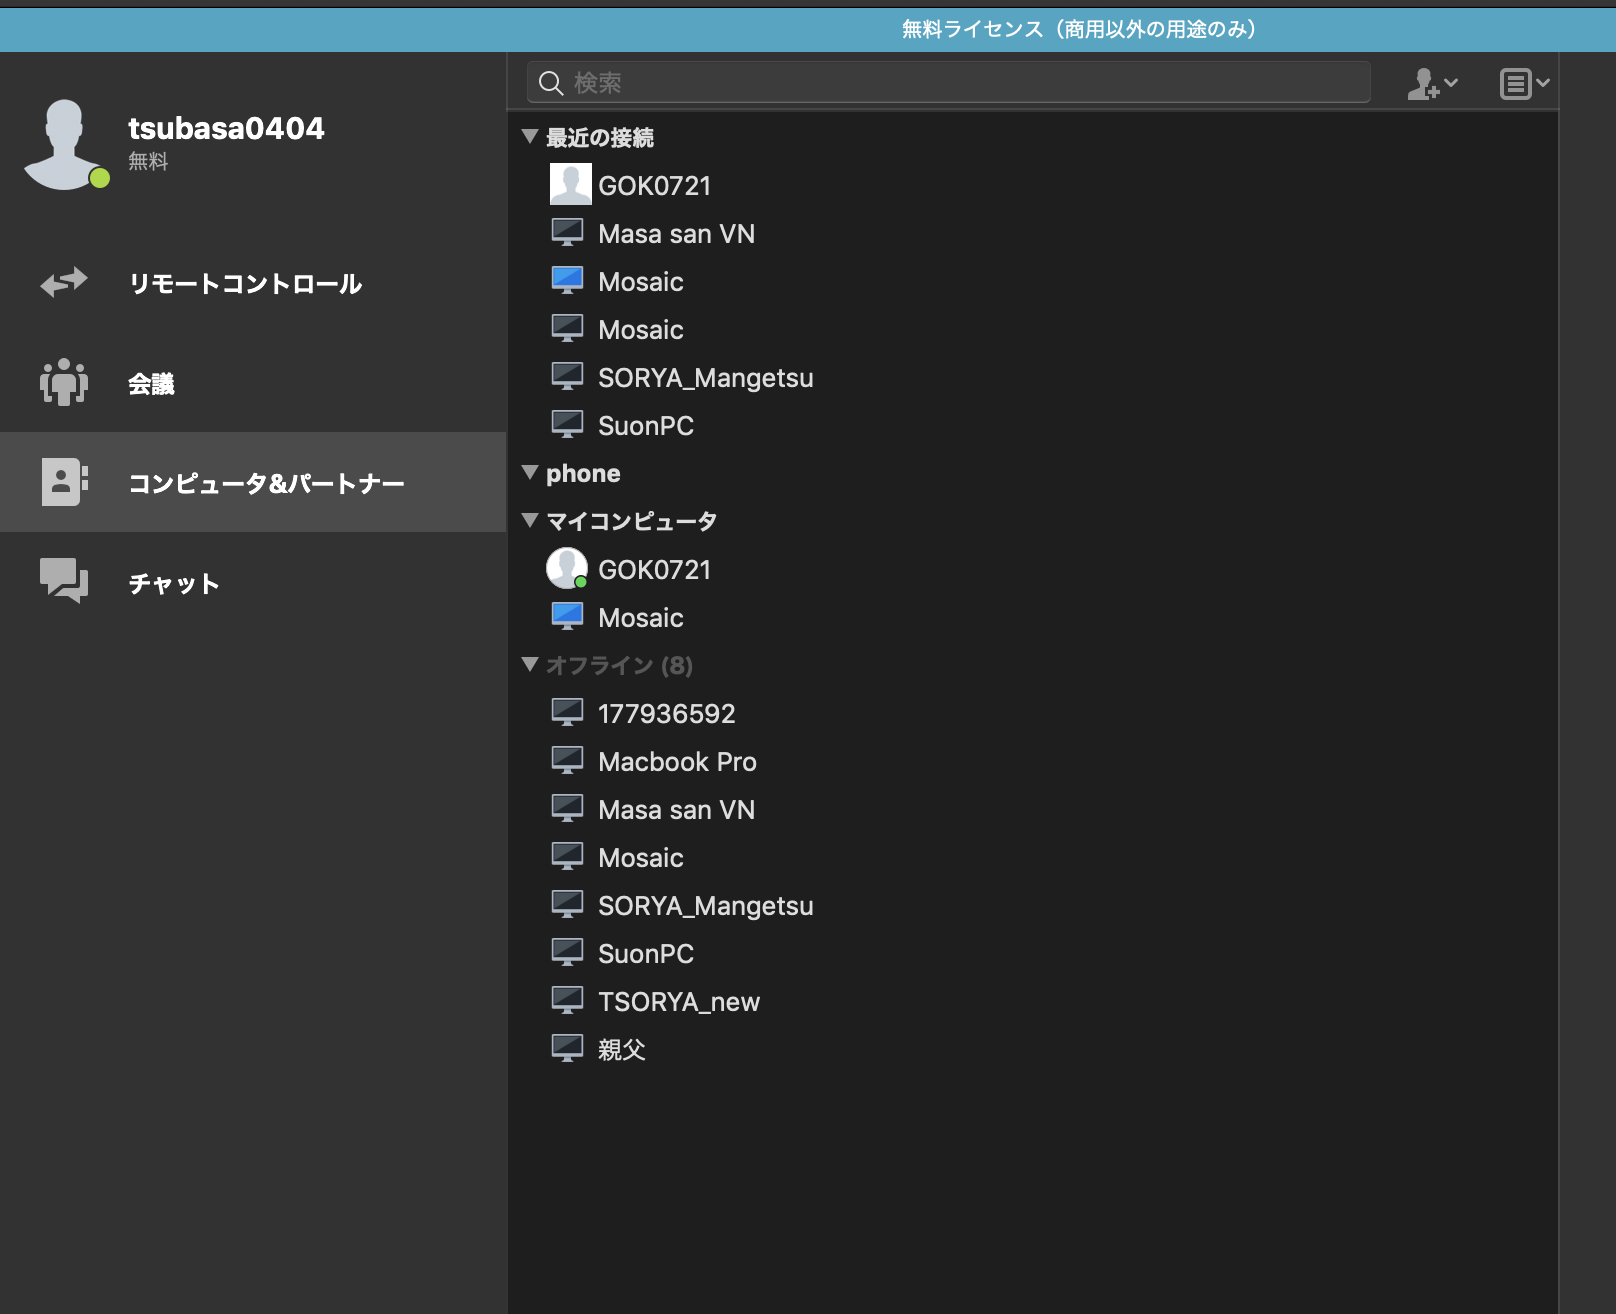 無料ライセンス（商用以外の用途のみ）
tsubasa0404
無料
リモートコントロール
会議
コンピュータ&パートナー
チャット
検索
最近の接続
GOK0721
Masa san VN
Mosaic
Mosaic
SORYA_Mangetsu
SuonPC
phone
マイコンピュータ
GOK0721
Mosaic
オフライン (8)
177936592
Macbook Pro
Masa san VN
Mosaic
SORYA_Mangetsu
SuonPC
TSORYA_new
親父